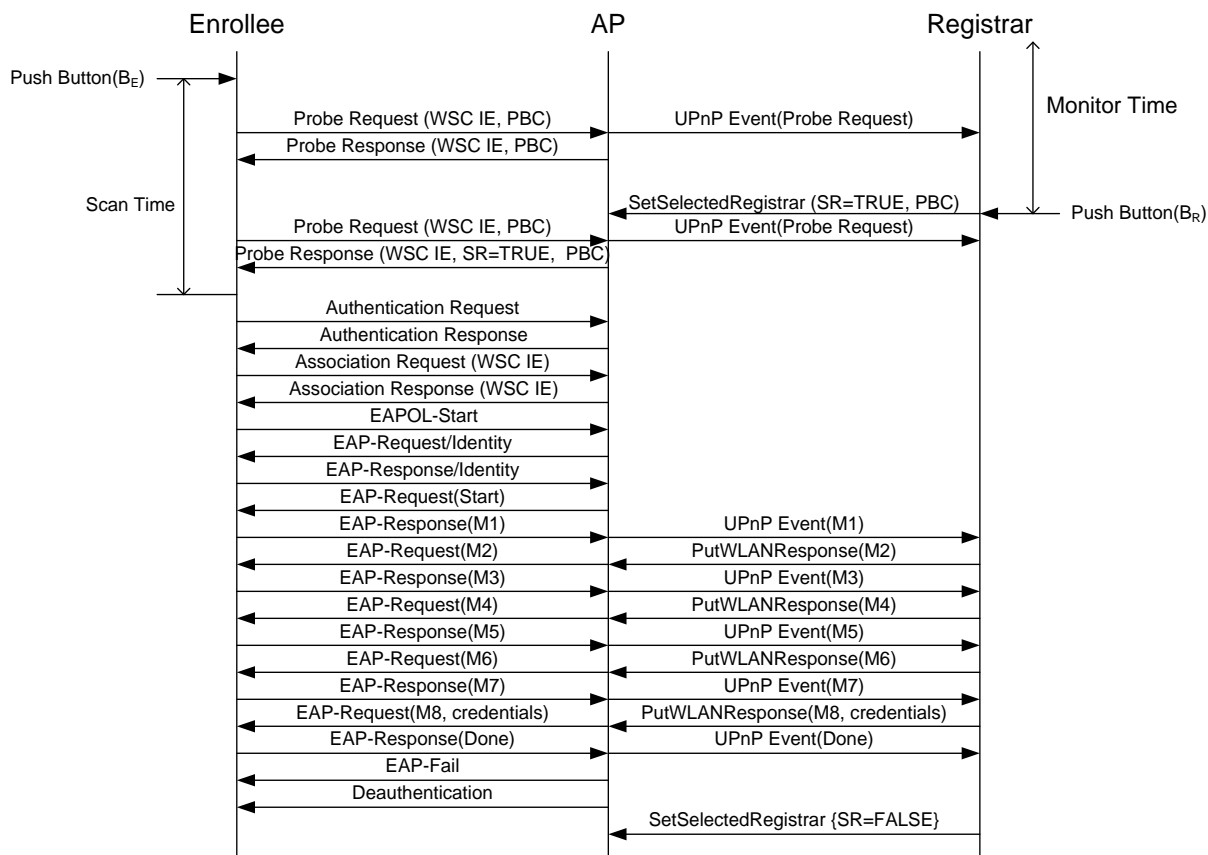 Enrollee AP Registrar
Push Button(B_E)
Monitor Time
Probe Request (WSC IE, PBC) UPnP Event(Probe Request)
Probe Response (WSC IE, PBC)
Scan Time
SetSelectedRegistrar (SR=TRUE, PBC)
Push Button(B_R)
Probe Request (WSC IE, PBC) UPnP Event(Probe Request)
Probe Response (WSC IE, SR=TRUE, PBC)
Authentication Request
Authentication Response
Association Request (WSC IE)
Association Response (WSC IE)
EAPOL-Start
EAP-Request/Identity
EAP-Response/Identity
EAP-Request(Start)
EAP-Response(M1) UPnP Event(M1)
EAP-Request(M2) PutWLANResponse(M2)
EAP-Response(M3) UPnP Event(M3)
EAP-Request(M4) PutWLANResponse(M4)
EAP-Response(M5) UPnP Event(M5)
EAP-Request(M6) PutWLANResponse(M6)
EAP-Response(M7) UPnP Event(M7)
EAP-Request(M8, credentials) PutWLANResponse(M8, credentials)
EAP-Response(Done) UPnP Event(Done)
EAP-Fail
Deauthentication
SetSelectedRegistrar {SR=FALSE}